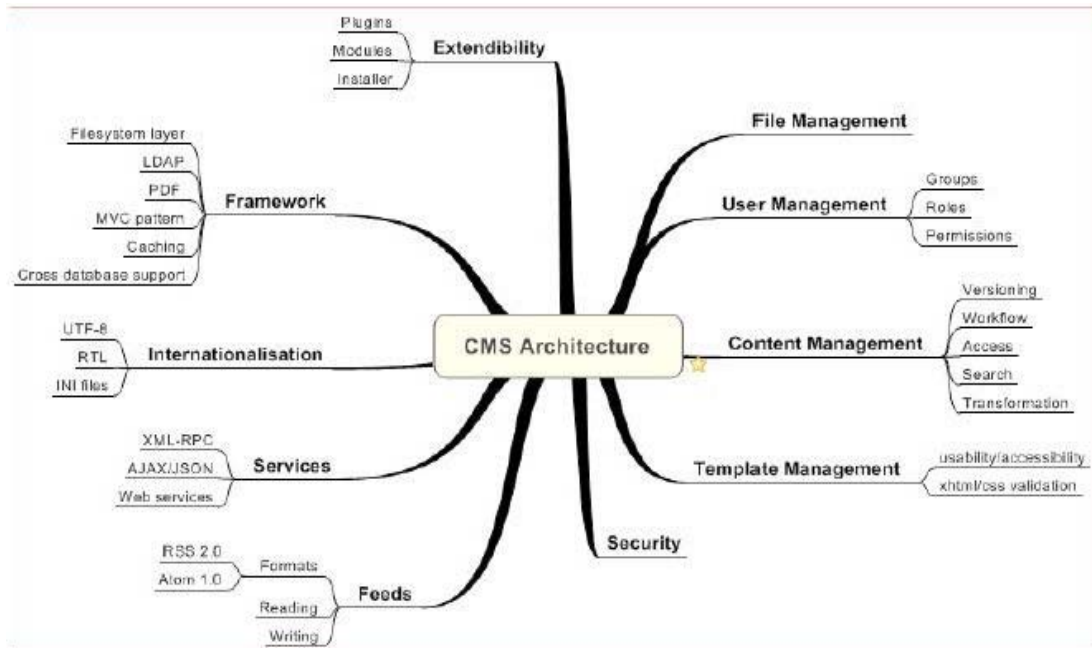 Plugins
Modules
Installer
Extendibility
File Management
Filesystem layer
LDAP
PDF
MVC pattern
Caching
Cross database support
Framework
User Management
Groups
Roles
Permissions
UTF-8
RTL
INI files
Internationalisation
CMS Architecture
Content Management
Versioning
Workflow
Access
Search
Transformation
XML-RPC
AJAX/JSON
Web services
Services
Template Management
usability/accessibility
xhtml/css validation
Security
RSS 2.0
Atom 1.0
Formats
Reading
Writing
Feeds